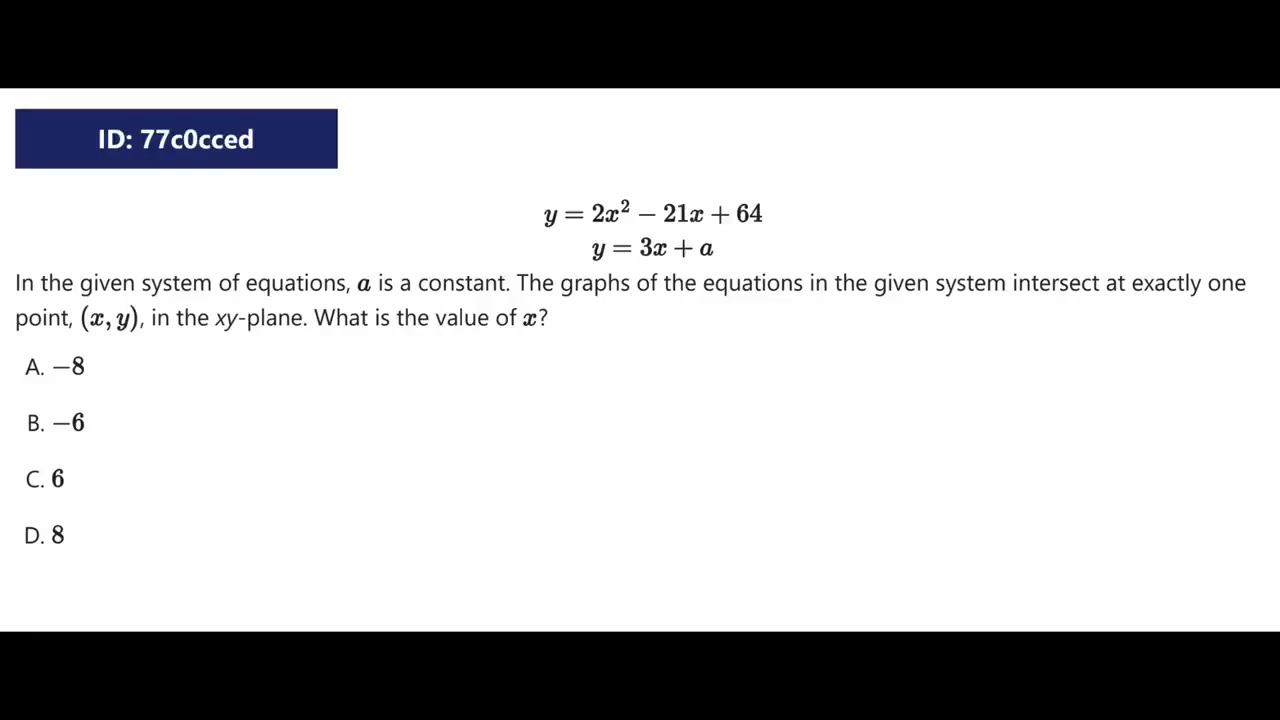 ID: 77c0cced
y = 2x² − 21x + 64
y = 3x + a
In the given system of equations, a is a constant. The graphs of the equations in the given system intersect at exactly one
point, (x, y), in the xy-plane. What is the value of x?
A. −8
B. −6
C. 6
D. 8